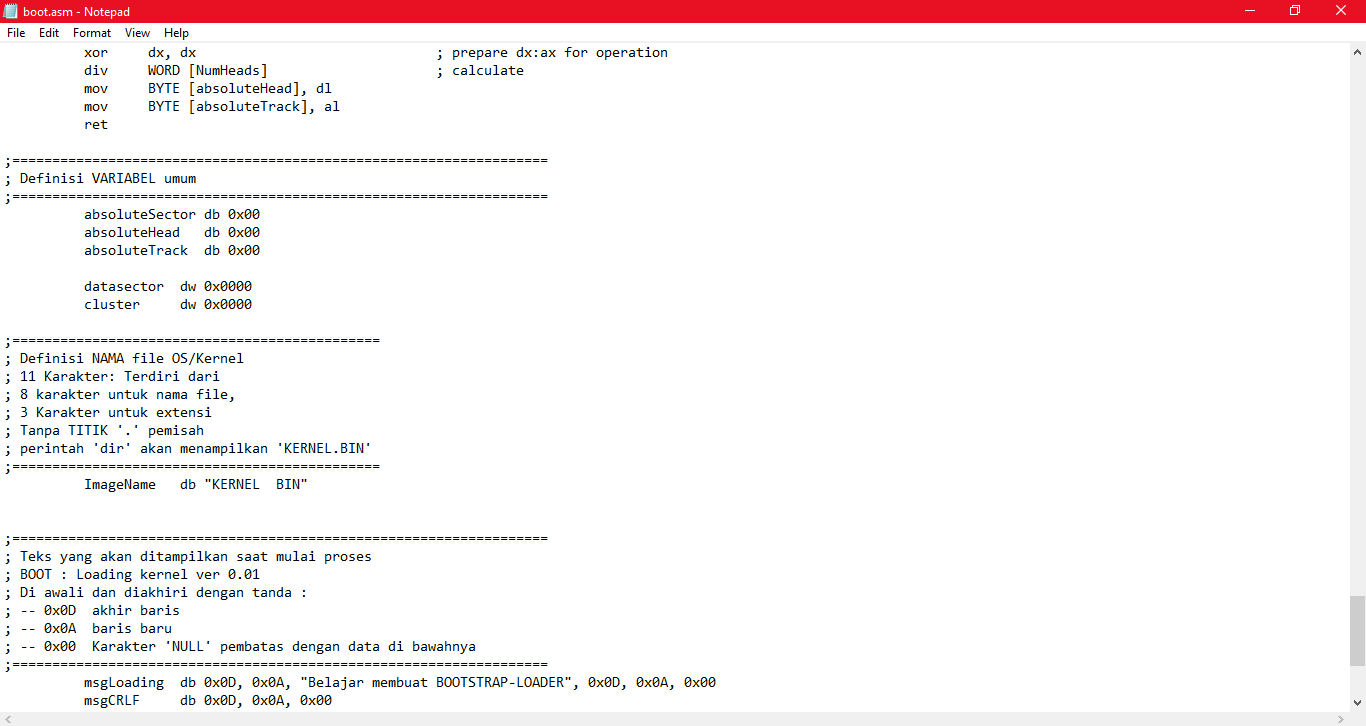 boot.asm - Notepad
File Edit Format View Help
xor     dx, dx                              ; prepare dx:ax for operation
div     WORD [NumHeads]                     ; calculate
mov     BYTE [absoluteHead], dl
mov     BYTE [absoluteTrack], al
ret
;===================================================================
; Definisi VARIABEL umum
;===================================================================
absoluteSector db 0x00
absoluteHead   db 0x00
absoluteTrack  db 0x00
datasector  dw 0x0000
cluster     dw 0x0000
;==============================================
; Definisi NAMA file OS/Kernel
; 11 Karakter: Terdiri dari
; 8 karakter untuk nama file,
; 3 Karakter untuk extensi
; Tanpa TITIK '.' pemisah
; perintah 'dir' akan menampilkan 'KERNEL.BIN'
;==============================================
ImageName   db "KERNEL  BIN"
;===================================================================
; Teks yang akan ditampilkan saat mulai proses
; BOOT : Loading kernel ver 0.01
; Di awali dan diakhiri dengan tanda :
; -- 0x0D  akhir baris
; -- 0x0A  baris baru
; -- 0x00  Karakter 'NULL' pembatas dengan data di bawahnya
;===================================================================
msgLoading  db 0x0D, 0x0A, "Belajar membuat BOOTSTRAP-LOADER", 0x0D, 0x0A, 0x00
msgCRLF     db 0x0D, 0x0A, 0x00